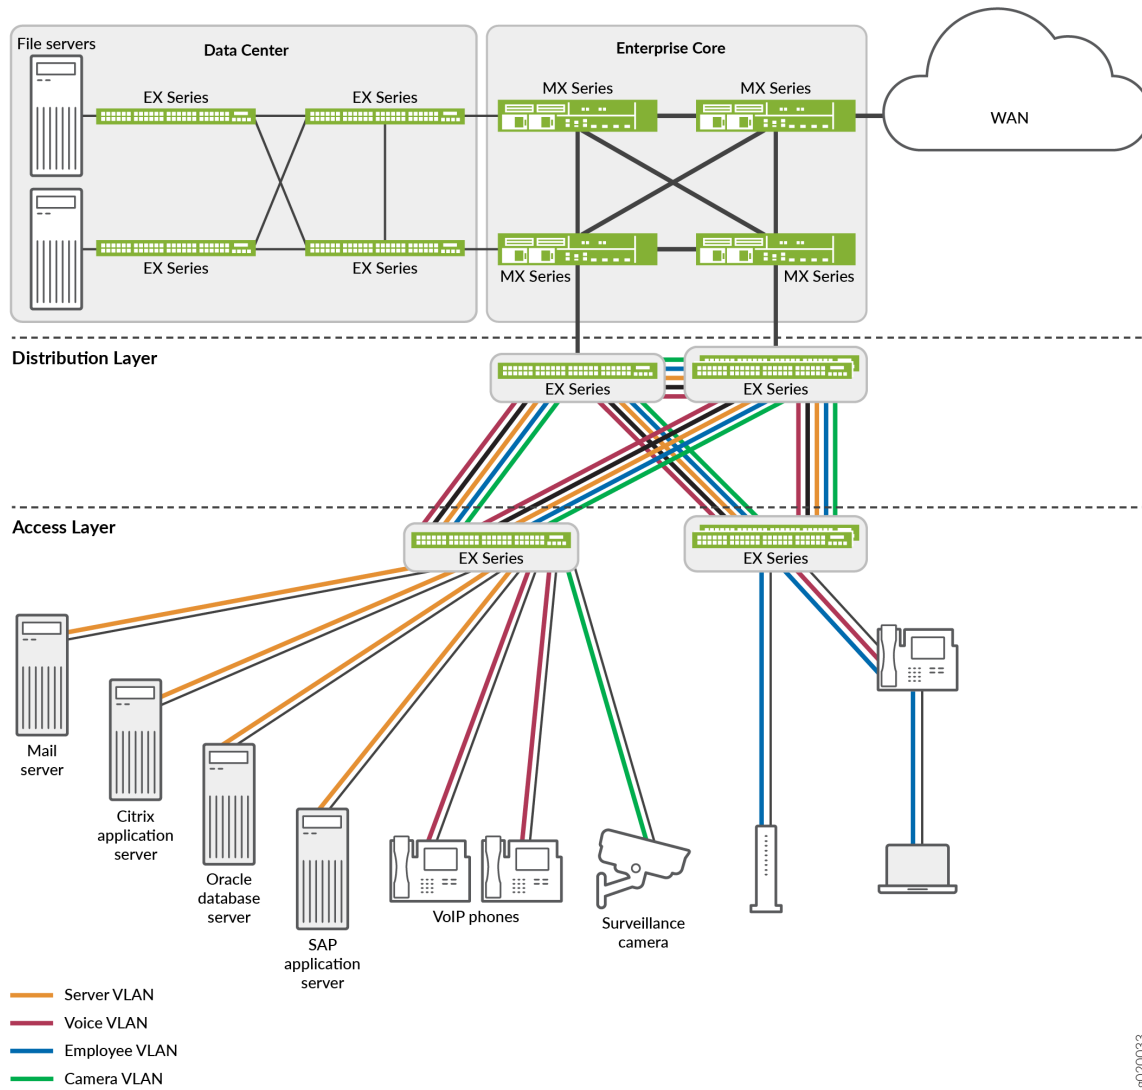 File servers
Data Center
Enterprise Core
EX Series
EX Series
MX Series
MX Series
WAN
EX Series
EX Series
MX Series
MX Series
Distribution Layer
EX Series
EX Series
Access Layer
EX Series
EX Series
Mail
server
Citrix
application
server
Oracle
database
server
SAP
application
server
VoIP phones
Surveillance
camera
Server VLAN
Voice VLAN
Employee VLAN
Camera VLAN